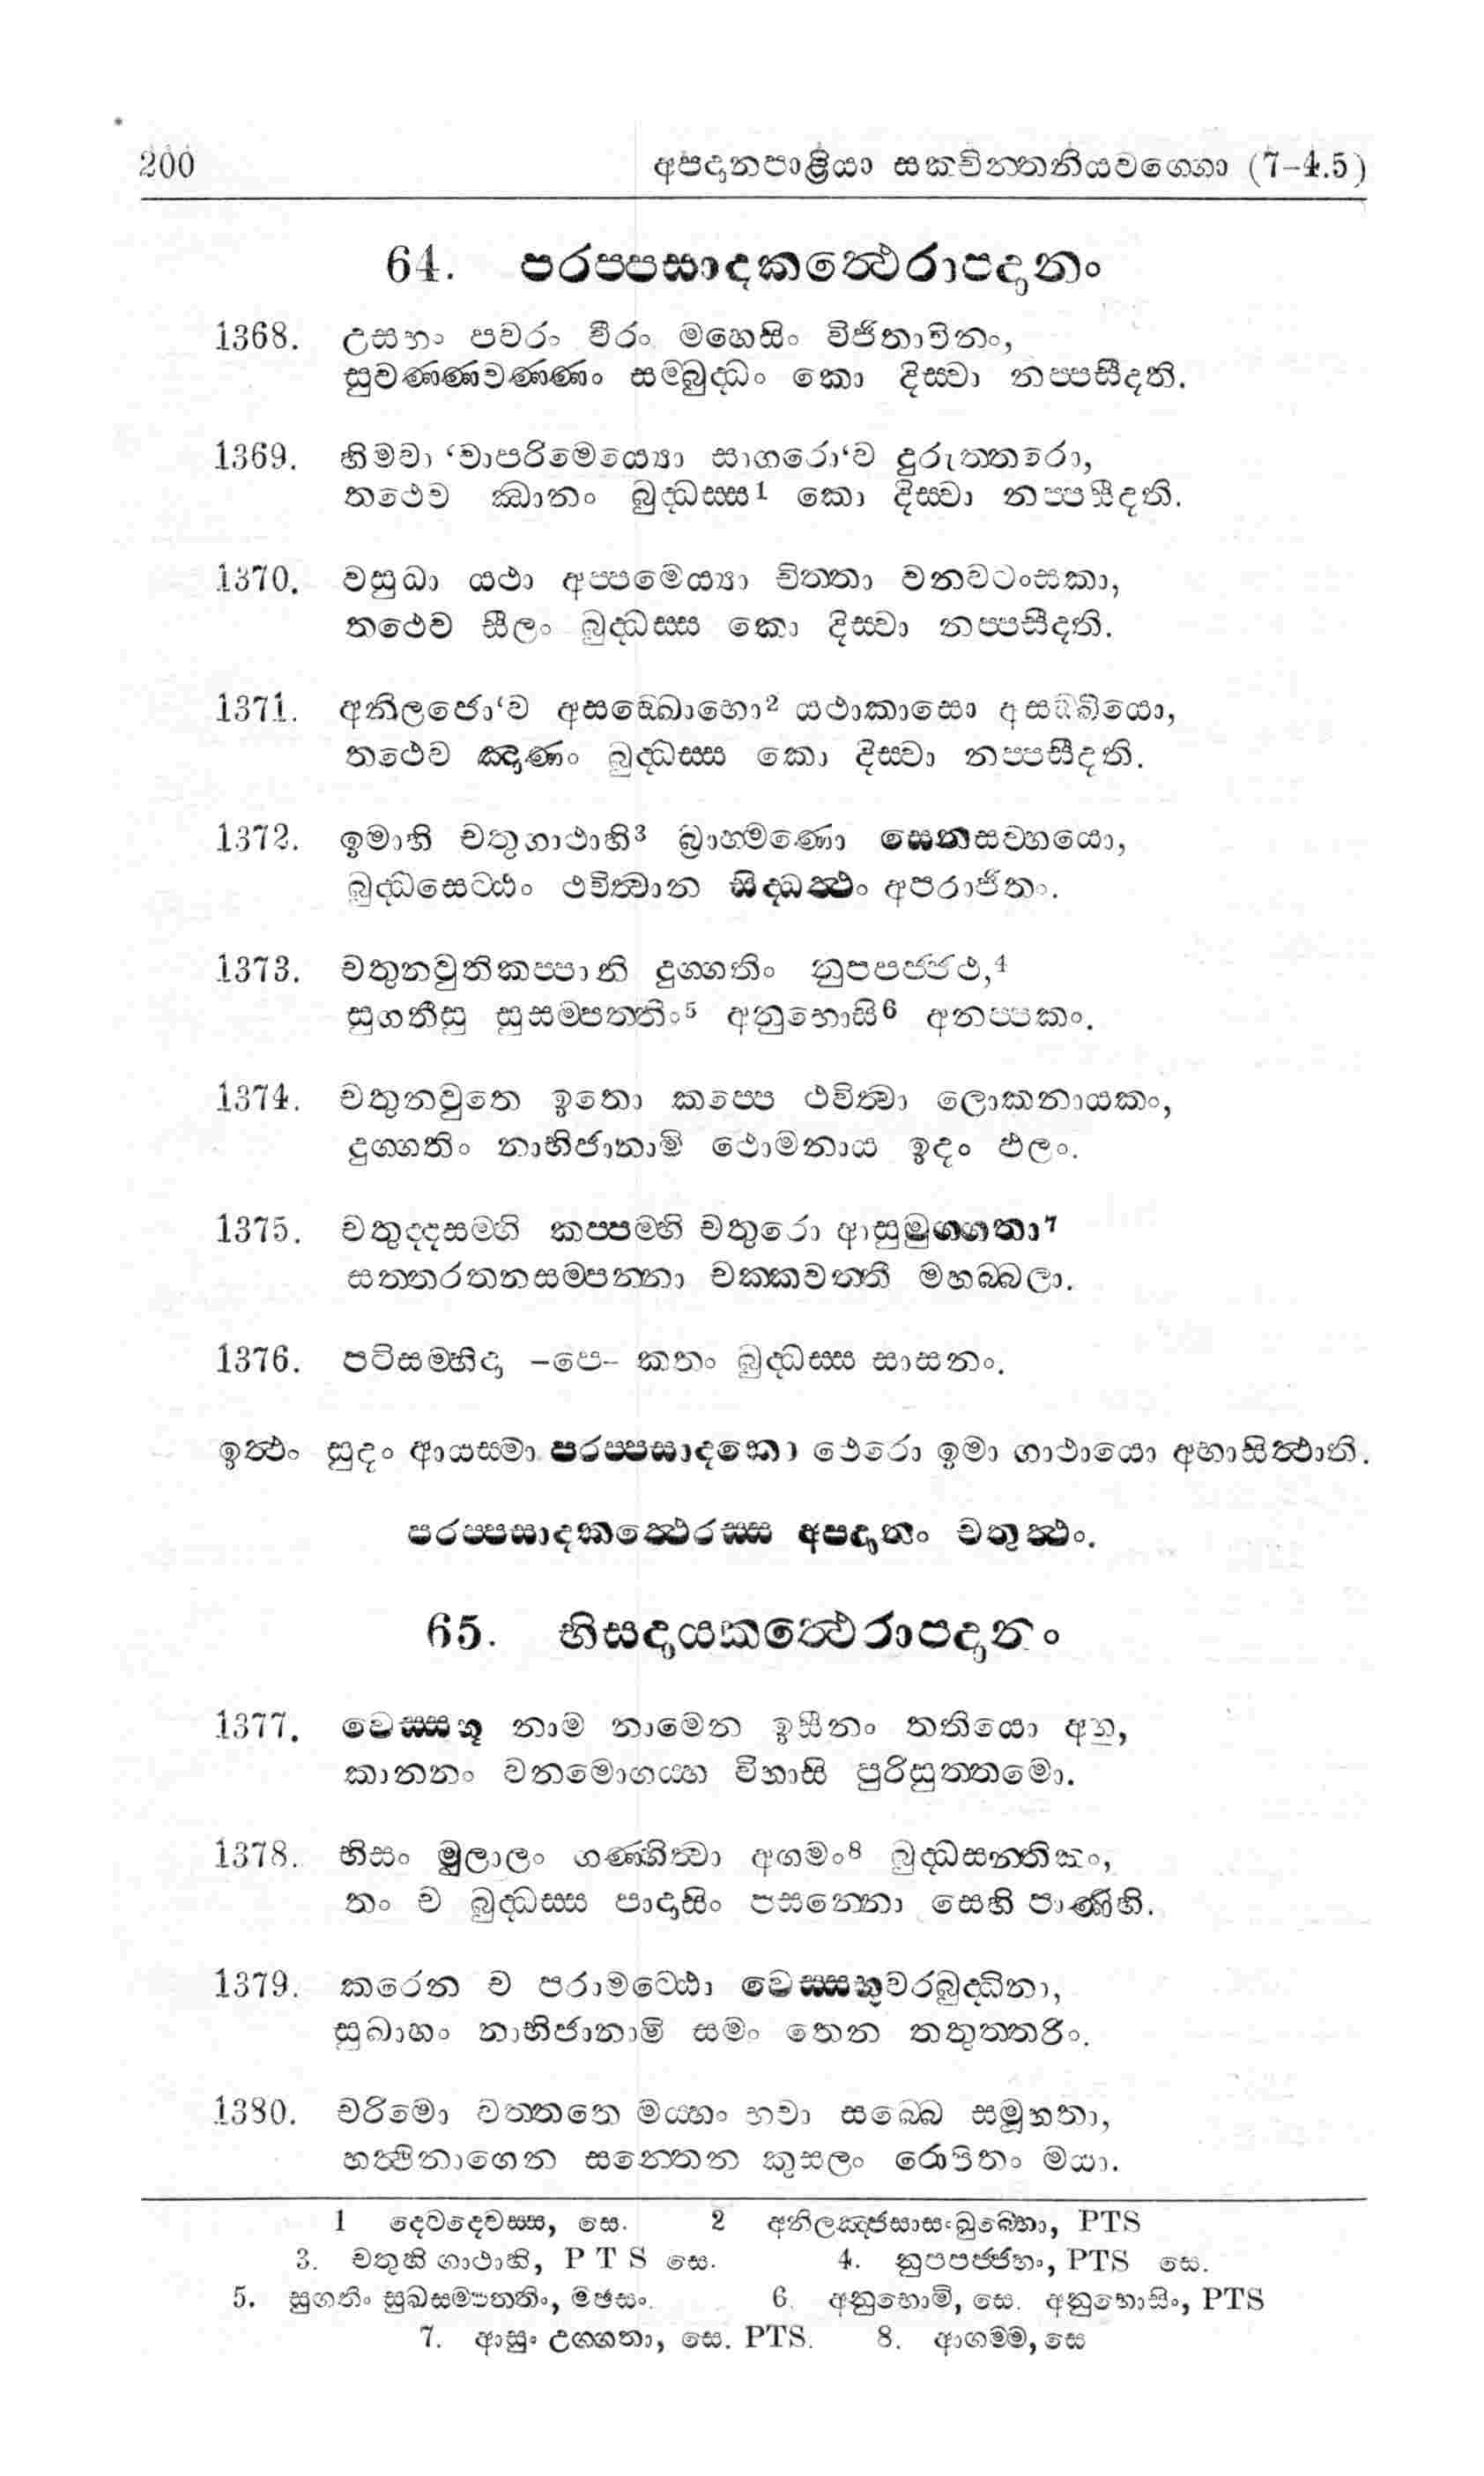 200 අපදානපාළියා සකචින්තනියවග්ගො (7-4.5)
64. පරප්පසාදකත්ථෙරාපදානං
1368. උසභං පවරං වීරං මහෙසිං විජිතාවිනං,
සුවණ්ණවණ්ණං සම්බුද්ධං කො දිස්වා නප්පසීදති.
1369. හිමවා ‘වාපරිමෙය්‍යො සාගරො‘ව දුරුත්තරො,
තථෙව ඣානං බුද්ධස්ස1 කො දිස්වා නප්පසීදති.
1370. වසුධා යථා අප්පමෙය්‍යා චිත්තා වනවටංසකා,
තථෙව සීලං බුද්ධස්ස කො දිස්වා නප්පසීදති.
1371. අනිලජො‘ව අසඞ්ඛොභො2 යථාකාසො අසඞ්ඛියො,
තථෙව ඤාණං බුද්ධස්ස කො දිස්වා නප්පසීදති.
1372. ඉමාහි චතුගාථාහි3 බ්‍රාහ්මණො සෙනසව්හයො,
බුද්ධසෙට්ඨං ථවිත්වාන සිද්ධත්ථං අපරාජිතං.
1373. චතුනවුතිකප්පානි දුග්ගතිං නුපපජ්ජථ,4
සුගතීසු සුසම්පත්තිං5 අනුභොසි6 අනප්පකං.
1374. චතුනවුතෙ ඉතො කප්පෙ ථවිත්වා ලොකනායකං,
දුග්ගතිං නාභිජානාමි ථොමනාය ඉදං ඵලං.
1375. චතුද්දසම්හි කප්පම්හි චතුරො ආසුමුග්ගතා7
සත්තරතනසම්පන්නා චක්කවත්තී මහබ්බලා.
1376. පටිසම්භිදා -පෙ- කතං බුද්ධස්ස සාසනං.
ඉත්ථං සුදං ආයස්මා පරප්පසාදකො ථෙරො ඉමා ගාථායො අභාසිත්ථාති.
පරප්පසාදකත්ථෙරස්ස අපදානං චතුත්ථං.
65. භිසදායකත්ථෙරාපදානං
1377. වෙස්සභූ නාම නාමෙන ඉසීනං තතියො අහු,
කානනං වනමොගය්හ විහාසි පුරිසුත්තමො.
1378. භිසං මුලාලං ගණ්හිත්වා අගමං8 බුද්ධසන්තිකං,
තං ච බුද්ධස්ස පාදාසිං පසන්නො සෙහි පාණිහි.
1379. කරෙන ච පරාමට්ඨො වෙස්සභූවරබුද්ධිනා,
සුඛාහං නාභිජානාමි සමං තෙන තතුත්තරිං.
1380. චරිමො වත්තතෙ මය්හං භවා සබ්බෙ සමූහතා,
හත්ථිනාගෙන සන්තෙන කුසලං රොපිතං මයා.
1 දෙවදෙවස්ස, සෙ. 2 අනිලඤ්ජසාසංඛුබ්භො, PTS
3. චතුහි ගාථාහි, P T S සෙ. 4. නුපපජ්ජහං, PTS සෙ.
5. සුගතිං සුඛසම්පත්තිං, මඡසං. 6. අනුභොමි, සෙ. අනුභොසිං, PTS
7. ආසුං උග්ගතා, සෙ. PTS. 8. ආගමම, සෙ